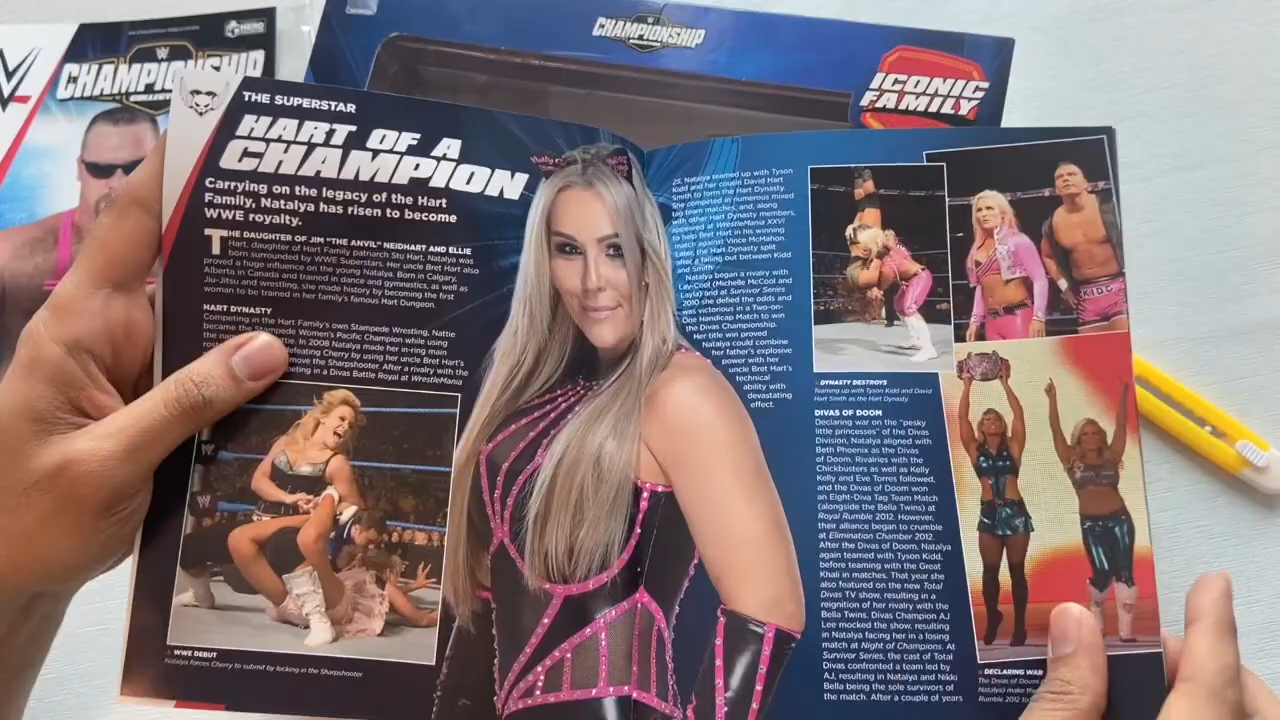 CHAMPIONSHIP
HERO
CHAMPIONSHIP
ICONIC
FAMILY
THE SUPERSTAR
HART OF A
CHAMPION
Carrying on the legacy of the Hart
Family, Natalya has risen to become
WWE royalty.
THE DAUGHTER OF JIM "THE ANVIL" NEIDHART AND ELLIE
Hart, daughter of Hart Family patriarch Stu Hart, Natalya was
born surrounded by WWE Superstars. Her uncle Bret Hart also
proved a huge influence on the young Natalya. Born in Calgary,
Alberta in Canada and trained in dance and gymnastics, as well as
Jiu-Jitsu and wrestling, she made history by becoming the first
woman to be trained in her family's famous Hart Dungeon.
HART DYNASTY
Competing in the Hart Family's own Stampede Wrestling, Nattie
became the Stampede Women's Pacific Champion while using
the
In 2008 Natalya made her in-ring main
defeating Cherry by using her uncle Bret Hart's
move the Sharpshooter. After a rivalry with the
in a Divas Battle Royal at WrestleMania
WWE DEBUT
Natalya forces Cherry to submit by locking in the Sharpshooter
25, Natalya teamed up with Tyson
Kidd and her cousin David Hart
Smith to form the Hart Dynasty.
She competed in numerous mixed
tag team matches, and, along
with other Hart Dynasty members,
appeared at WrestleMania XXVI
to help Bret Hart in his winning
match against Vince McMahon.
Later, the Hart Dynasty split
after a falling out between Kidd
and Smith.
Natalya began a rivalry with
Lay-Cool (Michelle McCool and
Layla) and at Survivor Series
2010 she defied the odds and
was victorious in a Two-on-
One Handicap Match to win
the Divas Championship.
Her title win proved
Natalya could combine
her father's explosive
power with her
uncle Bret Hart's
technical
ability with
devastating
effect.
KIDD
DYNASTY DESTROYS
Teaming up with Tyson Kidd and David
Hart Smith as the Hart Dynasty.
DIVAS OF DOOM
Declaring war on the "pesky
little princesses" of the Divas
Division, Natalya aligned with
Beth Phoenix as the Divas
of Doom. Rivalries with the
Chickbusters as well as Kelly
Kelly and Eve Torres followed,
and the Divas of Doom won
an Eight-Diva Tag Team Match
(alongside the Bella Twins) at
Royal Rumble 2012. However,
their alliance began to crumble
at Elimination Chamber 2012.
After the Divas of Doom, Natalya
again teamed with Tyson Kidd,
before teaming with the Great
Khali in matches. That year she
also featured on the new Total
Divas TV show, resulting in a
reignition of her rivalry with the
Bella Twins. Divas Champion AJ
Lee mocked the show, resulting
in Natalya facing her in a losing
match at Night of Champions. At
Survivor Series, the cast of Total
Divas confronted a team led by
AJ, resulting in Natalya and Nikki
Bella being the sole survivors of
the match. After a couple of years
DECLARING WAR
The Divas of Doom
Natalya) make the
Rumble 2012 to